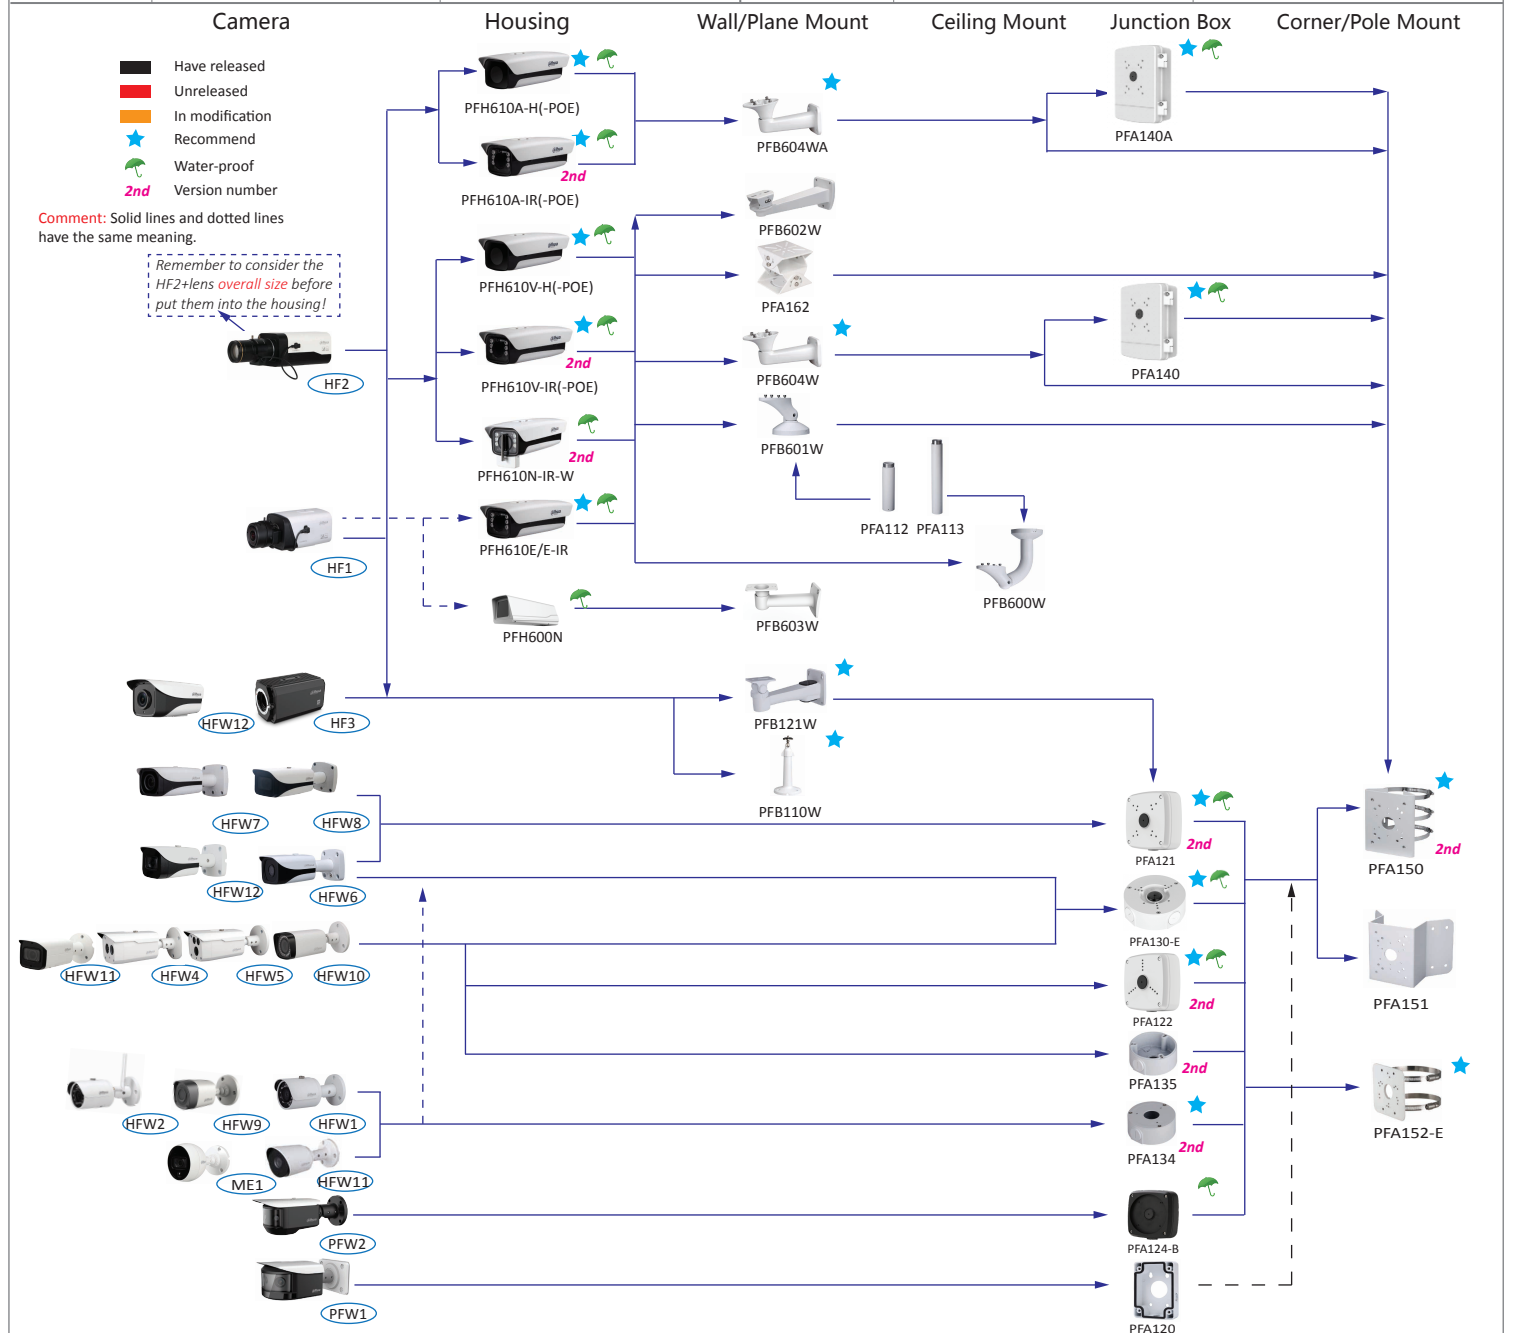 Camera
Housing
Wall/Plane Mount
Ceiling Mount
Junction Box
Corner/Pole Mount
Have released
Unreleased
In modification
Recommend
Water-proof
2nd Version number
Comment: Solid lines and dotted lines
have the same meaning.
Remember to consider the
HF2+lens overall size before
put them into the housing!
HF2
HF1
HFW12
HF3
HFW7
HFW8
HFW12
HFW6
HFW11
HFW4
HFW5
HFW10
HFW2
HFW9
HFW1
ME1
HFW11
PFW2
PFW1
PFH610A-H(-POE)
2nd
PFH610A-IR(-POE)
PFH610V-H(-POE)
2nd
PFH610V-IR(-POE)
2nd
PFH610N-IR-W
PFH610E/E-IR
PFH600N
PFB604WA
PFB602W
PFA162
PFB604W
PFB601W
PFB603W
PFB121W
PFB110W
PFA112
PFA113
PFB600W
PFA140A
PFA140
2nd
PFA121
PFA130-E
2nd
PFA122
2nd
PFA135
2nd
PFA134
PFA124-B
PFA120
2nd
PFA150
PFA151
PFA152-E